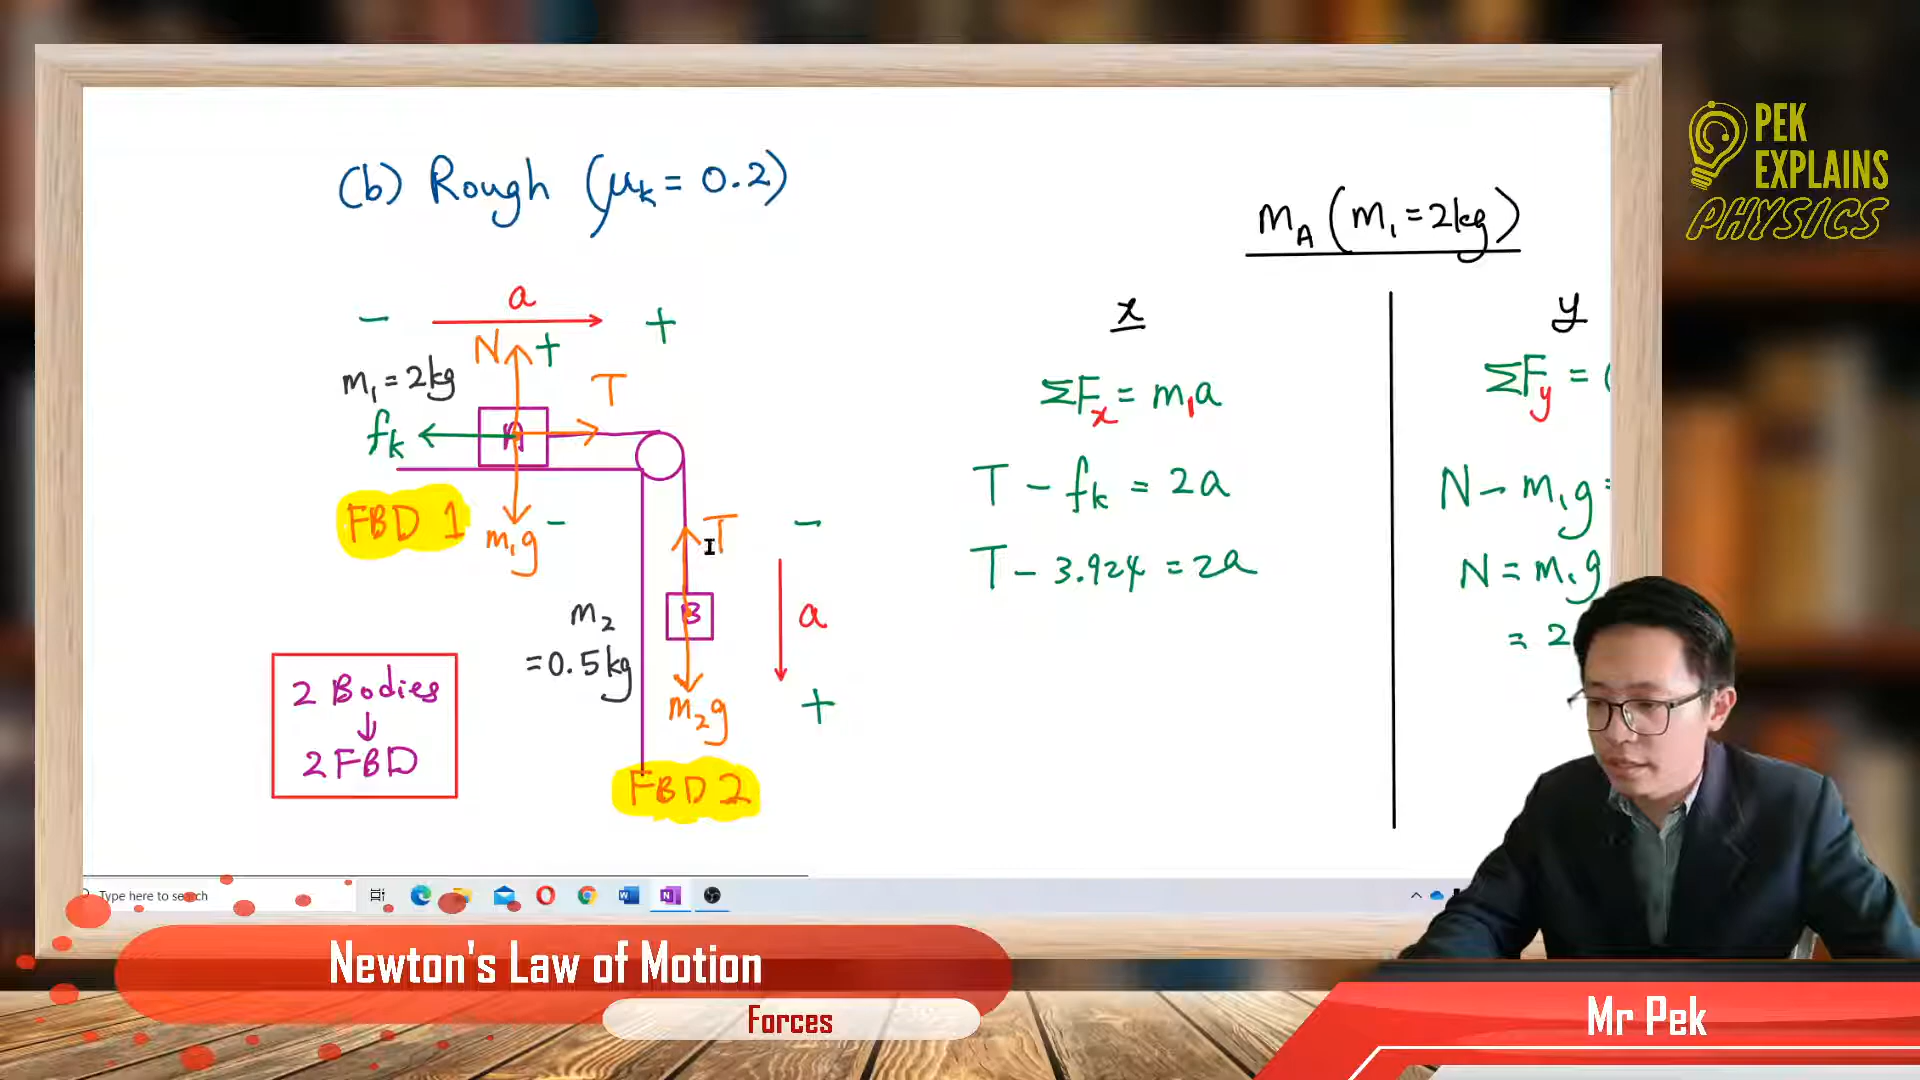 (b) Rough (μk = 0.2)
a
- +
N +
m1 = 2kg
T
fk
A
FBD 1
m1g -
T -
m2
= 0.5kg
B
a
m2g
+
FBD 2
2 Bodies
↓
2 FBD
mA (m1 = 2kg)
x
ΣFx = m1a
T - fk = 2a
T - 3.924 = 2a
y
ΣFy =
N - m1g =
N = m1g
= 2
PEK
EXPLAINS
PHYSICS
Type here to search
Newton's Law of Motion
Forces
Mr Pek